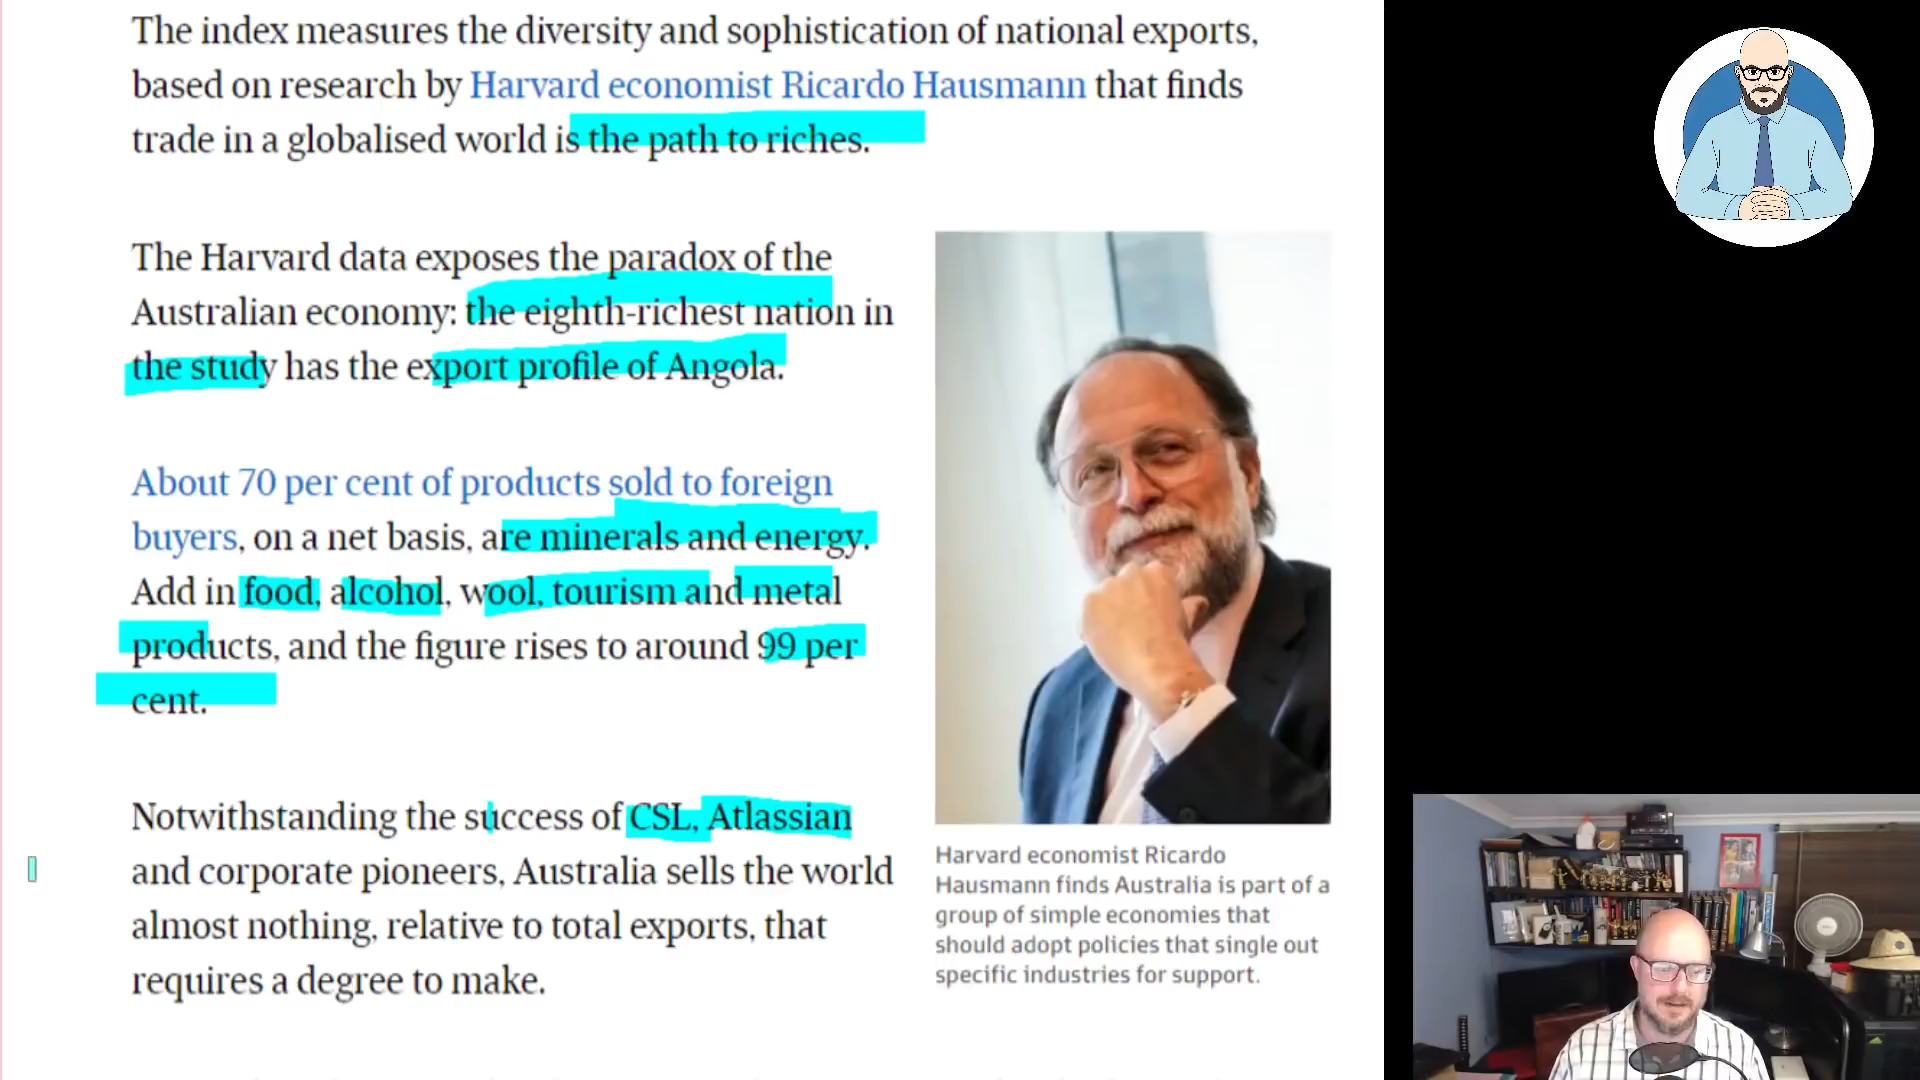 The index measures the diversity and sophistication of national exports,
based on research by Harvard economist Ricardo Hausmann that finds
trade in a globalised world is the path to riches.
The Harvard data exposes the paradox of the
Australian economy: the eighth-richest nation in
the study has the export profile of Angola.
About 70 per cent of products sold to foreign
buyers, on a net basis, are minerals and energy.
Add in food, alcohol, wool, tourism and metal
products, and the figure rises to around 99 per
cent.
Notwithstanding the success of CSL, Atlassian
and corporate pioneers, Australia sells the world
almost nothing, relative to total exports, that
requires a degree to make.
Harvard economist Ricardo
Hausmann finds Australia is part of a
group of simple economies that
should adopt policies that single out
specific industries for support.